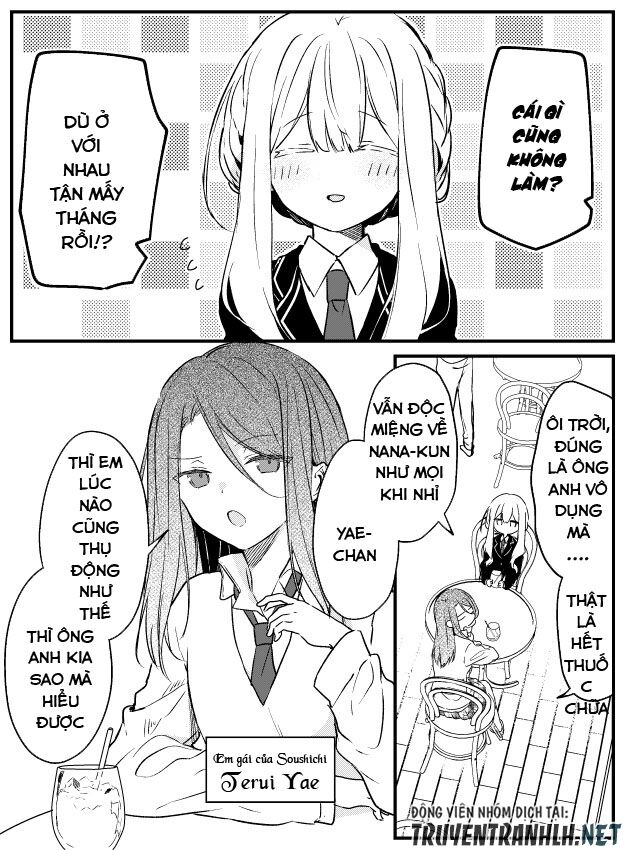 CÁI GÌ
CŨNG
KHÔNG
LÀM?
DÙ Ở
VỚI
NHAU
TẬN MẤY
THÁNG
RỒI!?
ÔI TRỜI,
ĐÚNG
LÀ ÔNG
ANH VÔ
DỤNG
MÀ
....
THẬT
LÀ
HẾT
THUỐ
C
CHỮA
VẪN ĐỘC
MIỆNG VỀ
NANA-KUN
NHƯ MỌI
KHI NHỈ
YAE-
CHAN
THÌ EM
LÚC
NÀO
CŨNG
THỤ
ĐỘNG
NHƯ
THẾ
THÌ ÔNG
ANH KIA
SAO MÀ
HIỂU
ĐƯỢC
Em gái của Soushichi
Terui Yae
ĐỘNG VIÊN NHÓM DỊCH TẠI:
TRUYENTRANHLH.NET